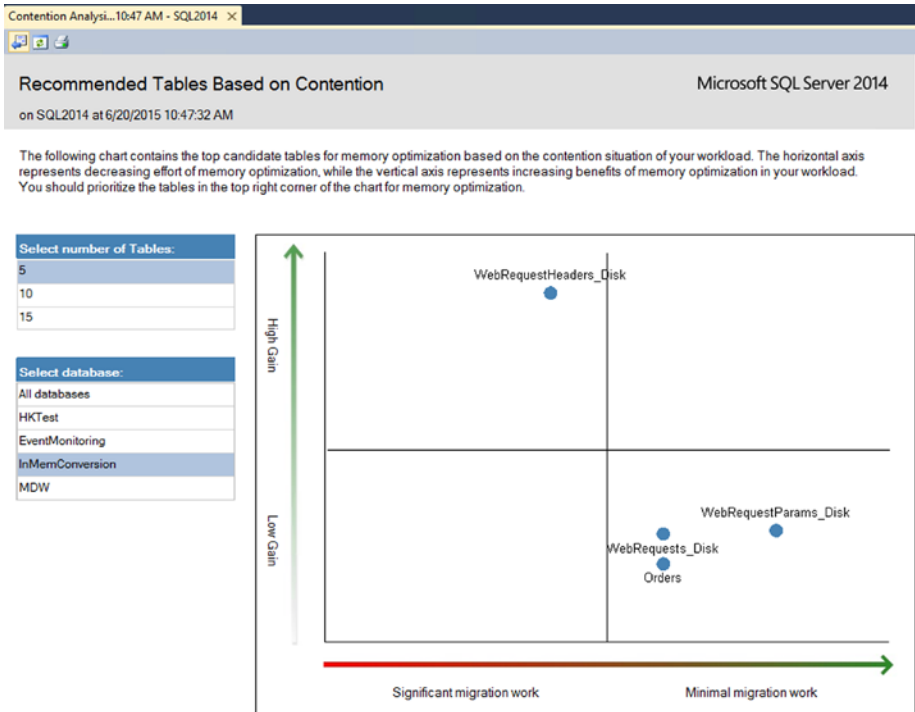 Contention Analysi...10:47 AM - SQL2014
Recommended Tables Based on Contention
Microsoft SQL Server 2014
on SQL2014 at 6/20/2015 10:47:32 AM
The following chart contains the top candidate tables for memory optimization based on the contention situation of your workload. The horizontal axis
represents decreasing effort of memory optimization, while the vertical axis represents increasing benefits of memory optimization in your workload.
You should prioritize the tables in the top right corner of the chart for memory optimization.
Select number of Tables:
5
10
15
Select database:
All databases
HKTest
EventMonitoring
InMemConversion
MDW
High Gain
Low Gain
WebRequestHeaders_Disk
WebRequestParams_Disk
WebRequests_Disk
Orders
Significant migration work
Minimal migration work